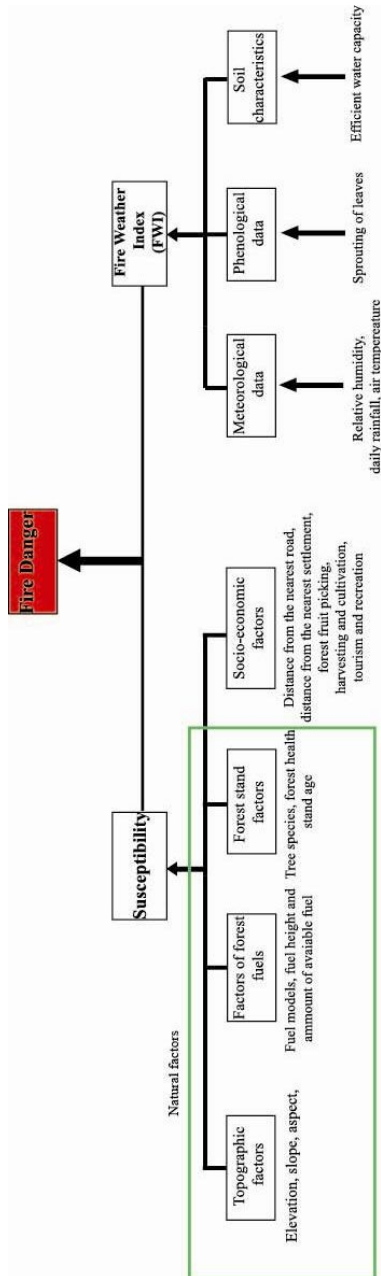 Fire Danger
Susceptibility
Fire Weather
Index
(FWI)
Natural factors
Topographic
factors
Factors of forest
fuels
Forest stand
factors
Socio-economic
factors
Meteorological
data
Phenological
data
Soil
characteristics
Elevation, slope, aspect,
Fuel models, fuel height and
ammount of avaiable fuel
Tree species, forest health
stand age
Distance from the nearest road,
distance from the nearest settlement,
forest fruit picking,
harvesting and cultivation,
tourism and recreation
Relative humidity,
daily rainfall, air tempereature
Sprouting of leaves
Efficient water capacity